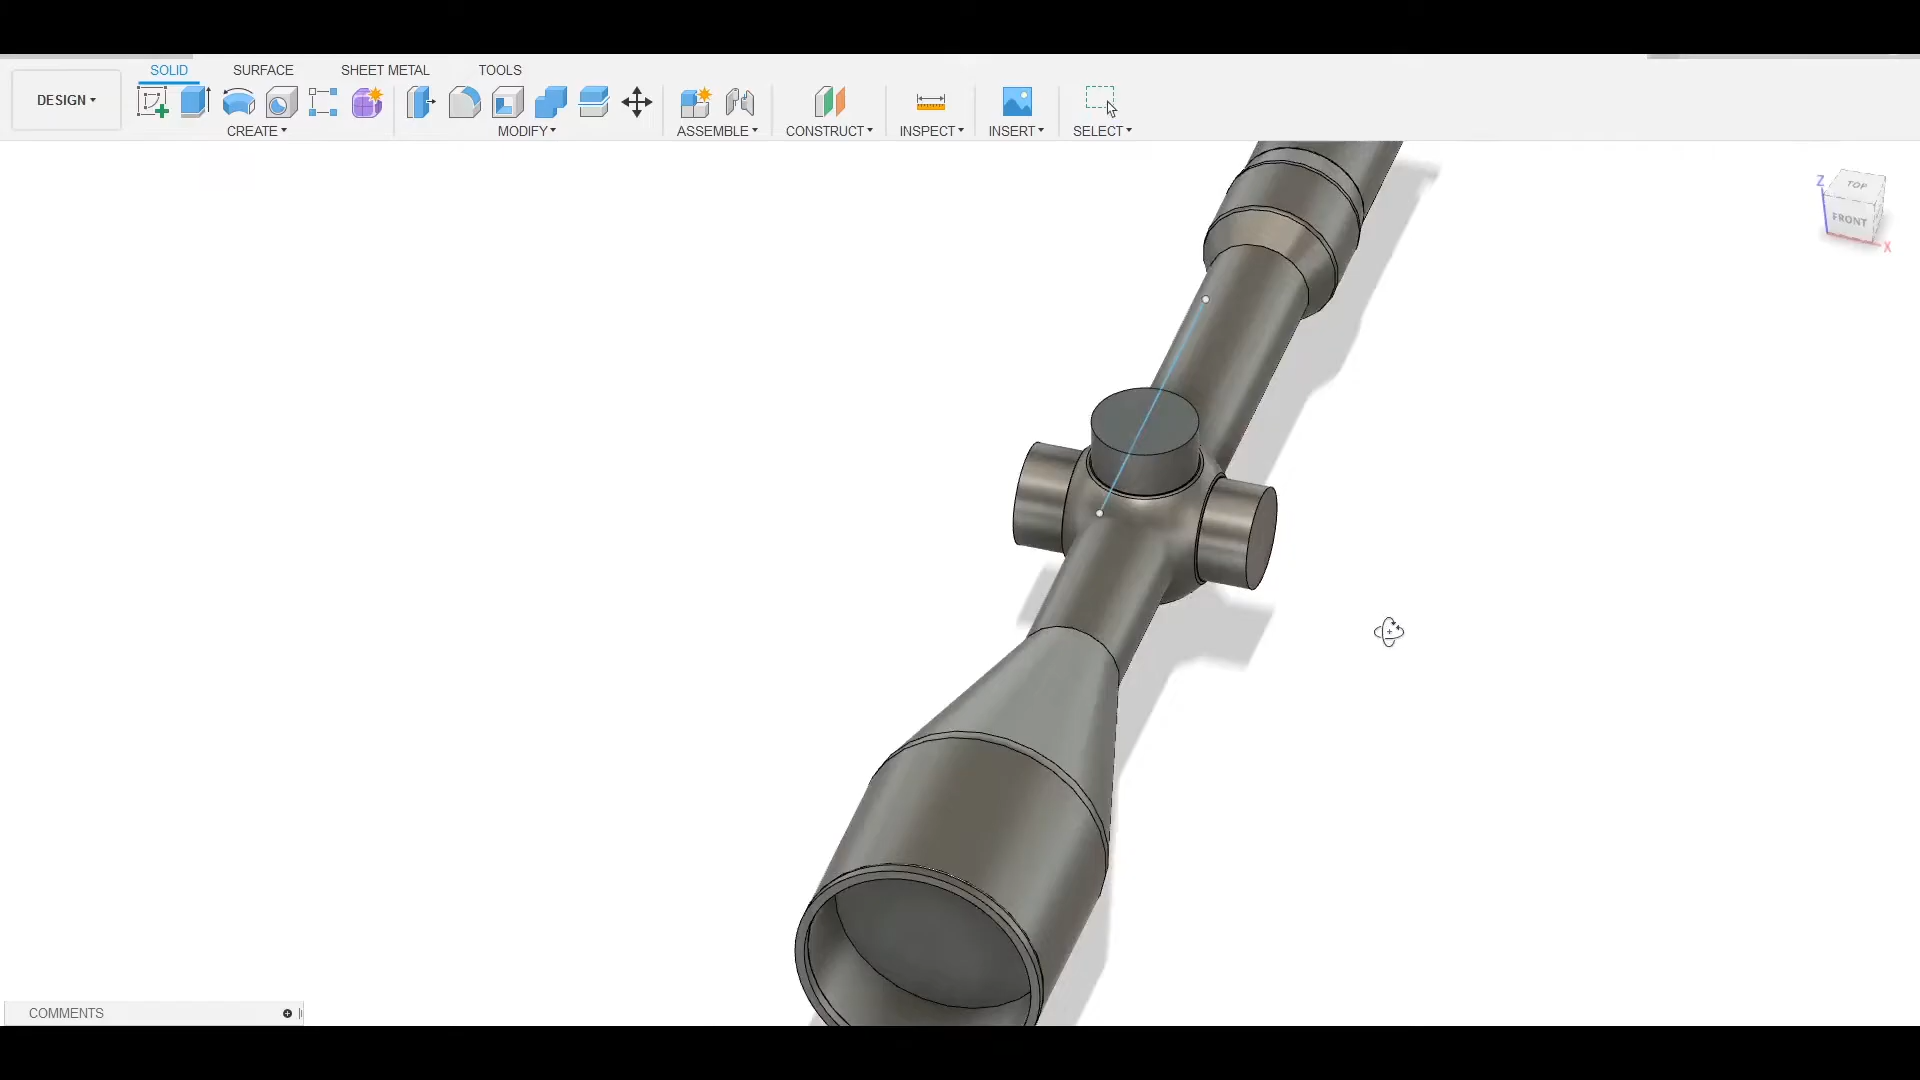 SOLID SURFACE SHEET METAL TOOLS
DESIGN
CREATE MODIFY ASSEMBLE CONSTRUCT INSPECT INSERT SELECT
Z TOP
FRONT
X
COMMENTS